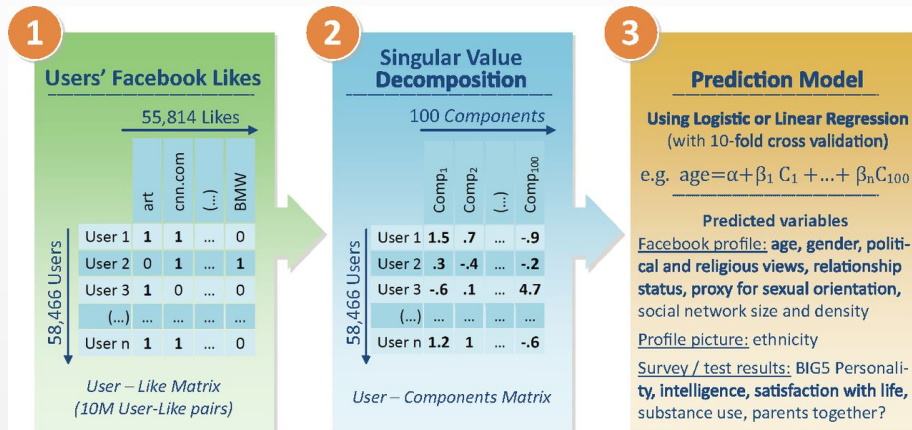 1
Users' Facebook Likes
55,814 Likes
art cnn.com (...) BMW
58,466 Users
User 1 1 1 ... 0
User 2 0 1 ... 1
User 3 1 0 ... 0
(...) ... ... ... ...
User n 1 1 ... 0
User – Like Matrix
(10M User-Like pairs)
2
Singular Value
Decomposition
100 Components
Comp1 Comp2 (...) Comp100
58,466 Users
User 1 1.5 .7 ... -.9
User 2 .3 -.4 ... -.2
User 3 -.6 .1 ... 4.7
(...) ... ... ... ...
User n 1.2 1 ... -.6
User – Components Matrix
3
Prediction Model
Using Logistic or Linear Regression
(with 10-fold cross validation)
e.g. age=α+β1 C1 +...+ βnC100
Predicted variables
Facebook profile: age, gender, politi-
cal and religious views, relationship
status, proxy for sexual orientation,
social network size and density
Profile picture: ethnicity
Survey / test results: BIG5 Personali-
ty, intelligence, satisfaction with life,
substance use, parents together?